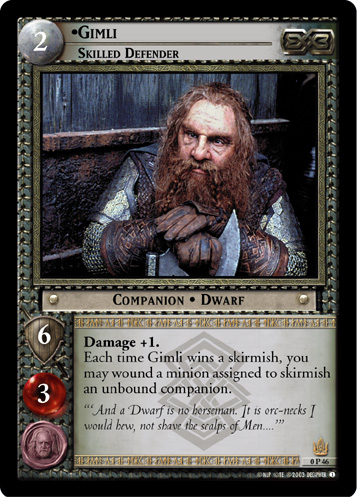 2
•GIMLI
SKILLED DEFENDER
COMPANION • DWARF
6
3
Damage +1.
Each time Gimli wins a skirmish, you
may wound a minion assigned to skirmish
an unbound companion.
“‘And a Dwarf is no horseman. It is orc-necks I
would hew, not shave the scalps of Men....’”
0 P 46